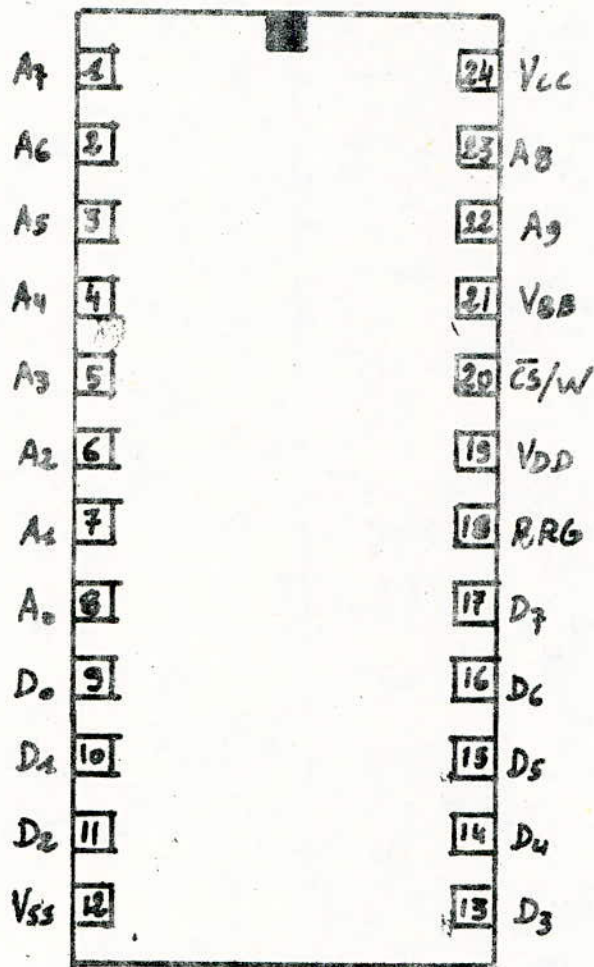 A7 1 24 VCC
A6 2 23 A8
A5 3 22 A9
A4 4 21 VBB
A3 5 20 C̅S̅/W
A2 6 19 VDD
A1 7 18 PRG
A0 8 17 D7
D0 9 16 D6
D1 10 15 D5
D2 11 14 D4
VSS 12 13 D3